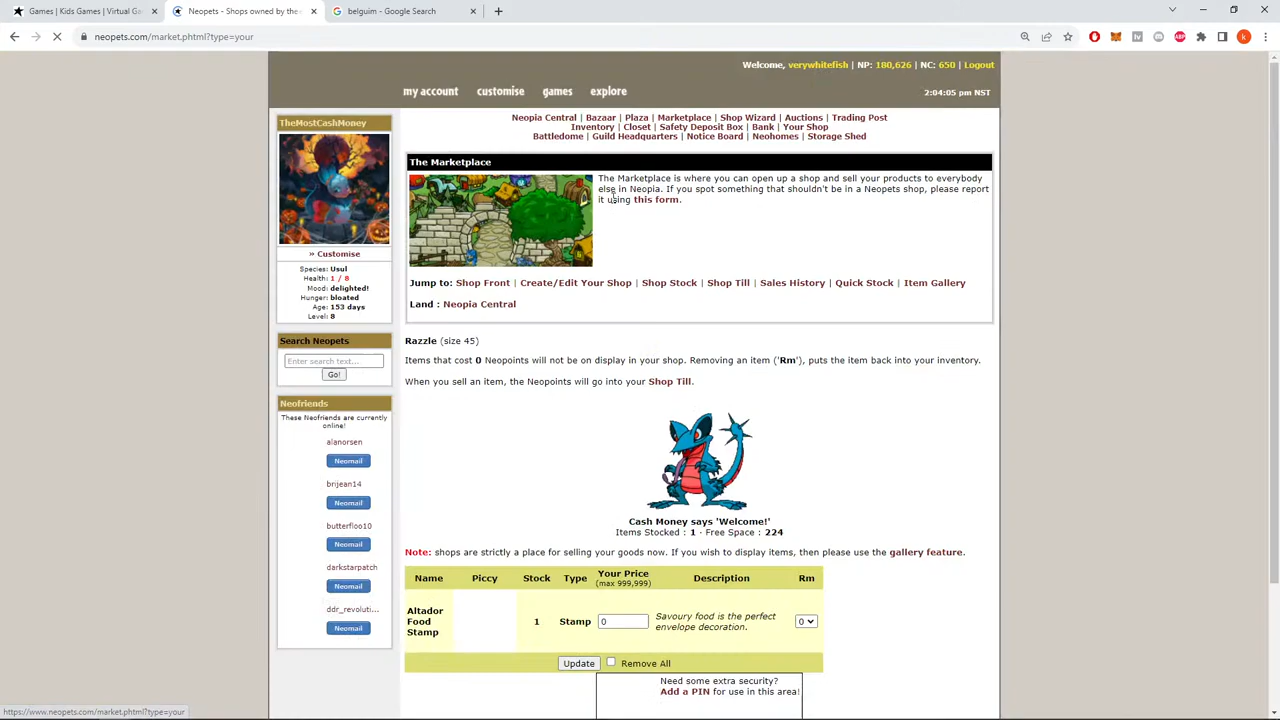 Games | Kids Games | Virtual Ga
Neopets - Shops owned by the
belguim - Google Search
neopets.com/market.phtml?type=your
Welcome, verywhitefish | NP: 180,626 | NC: 650 | Logout
my account customise games explore
2:04:05 pm NST
TheMostCashMoney
» Customise
Species: Usul
Health: 1 / 8
Mood: delighted!
Hunger: bloated
Age: 153 days
Level: 8
Search Neopets
Enter search text...
Go!
Neofriends
These Neofriends are currently
online!
alanorsen
Neomail
brijean14
Neomail
butterfloo10
Neomail
darkstarpatch
Neomail
ddr_revoluti...
Neomail
Neopia Central | Bazaar | Plaza | Marketplace | Shop Wizard | Auctions | Trading Post
Inventory | Closet | Safety Deposit Box | Bank | Your Shop
Battledome | Guild Headquarters | Notice Board | Neohomes | Storage Shed
The Marketplace
The Marketplace is where you can open up a shop and sell your products to everybody
else in Neopia. If you spot something that shouldn't be in a Neopets shop, please report
it using this form.
Jump to: Shop Front | Create/Edit Your Shop | Shop Stock | Shop Till | Sales History | Quick Stock | Item Gallery
Land : Neopia Central
Razzle (size 45)
Items that cost 0 Neopoints will not be on display in your shop. Removing an item ('Rm'), puts the item back into your inventory.
When you sell an item, the Neopoints will go into your Shop Till.
Cash Money says 'Welcome!'
Items Stocked : 1 · Free Space : 224
Note: shops are strictly a place for selling your goods now. If you wish to display items, then please use the gallery feature.
Name Piccy Stock Type Your Price Description Rm
(max 999,999)
Altador
Food
Stamp
1 Stamp 0
Savoury food is the perfect
envelope decoration.
0
Update Remove All
Need some extra security?
Add a PIN for use in this area!
https://www.neopets.com/market.phtml?type=your